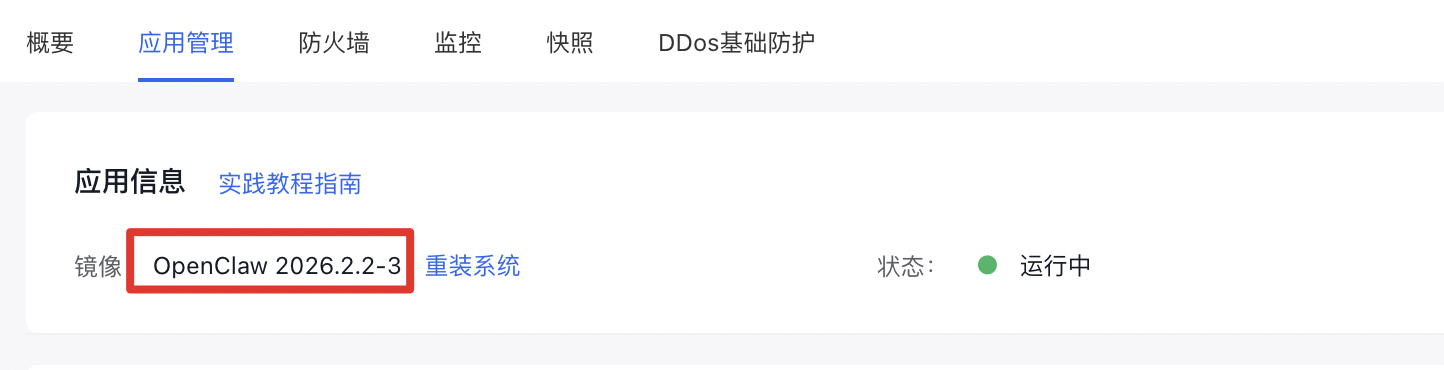 概要 应用管理 防火墙 监控 快照 DDos基础防护
应用信息 实践教程指南
镜像 OpenClaw 2026.2.2-3 重装系统 状态: 运行中